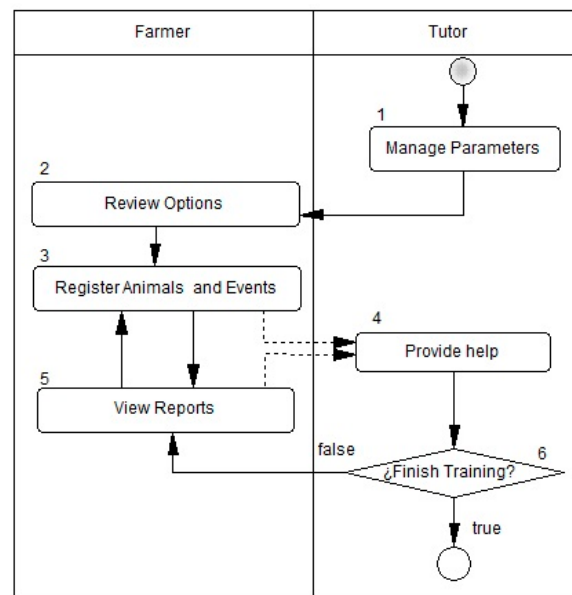 Farmer
Tutor
1
Manage Parameters
2
Review Options
3
Register Animals and Events
4
Provide help
5
View Reports
false
6
¿Finish Training?
true